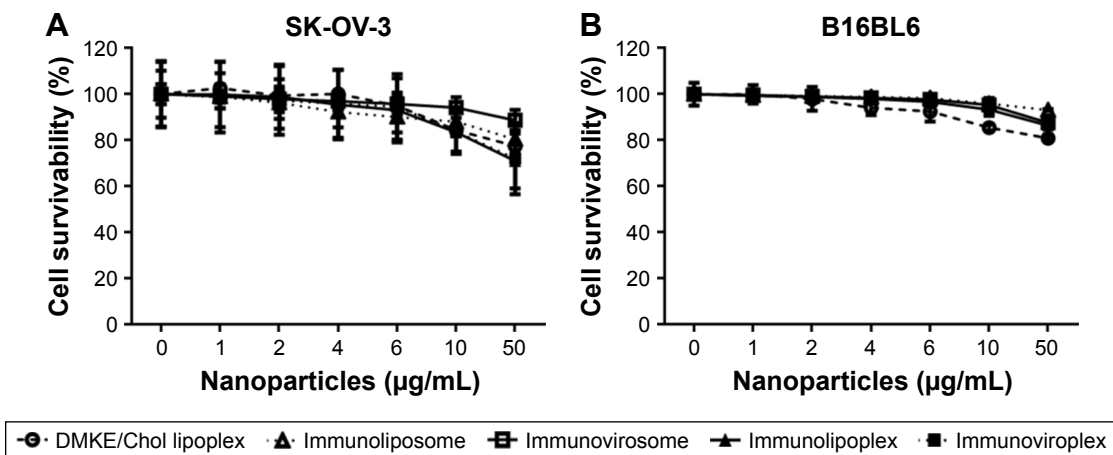 A
SK-OV-3
Cell survivability (%)
120
100
80
60
40
20
0
0 1 2 4 6 10 50
Nanoparticles (µg/mL)
B
B16BL6
Cell survivability (%)
120
100
80
60
40
20
0
0 1 2 4 6 10 50
Nanoparticles (µg/mL)
DMKE/Chol lipoplex Immunoliposome Immunovirosome Immunolipoplex Immunoviroplex